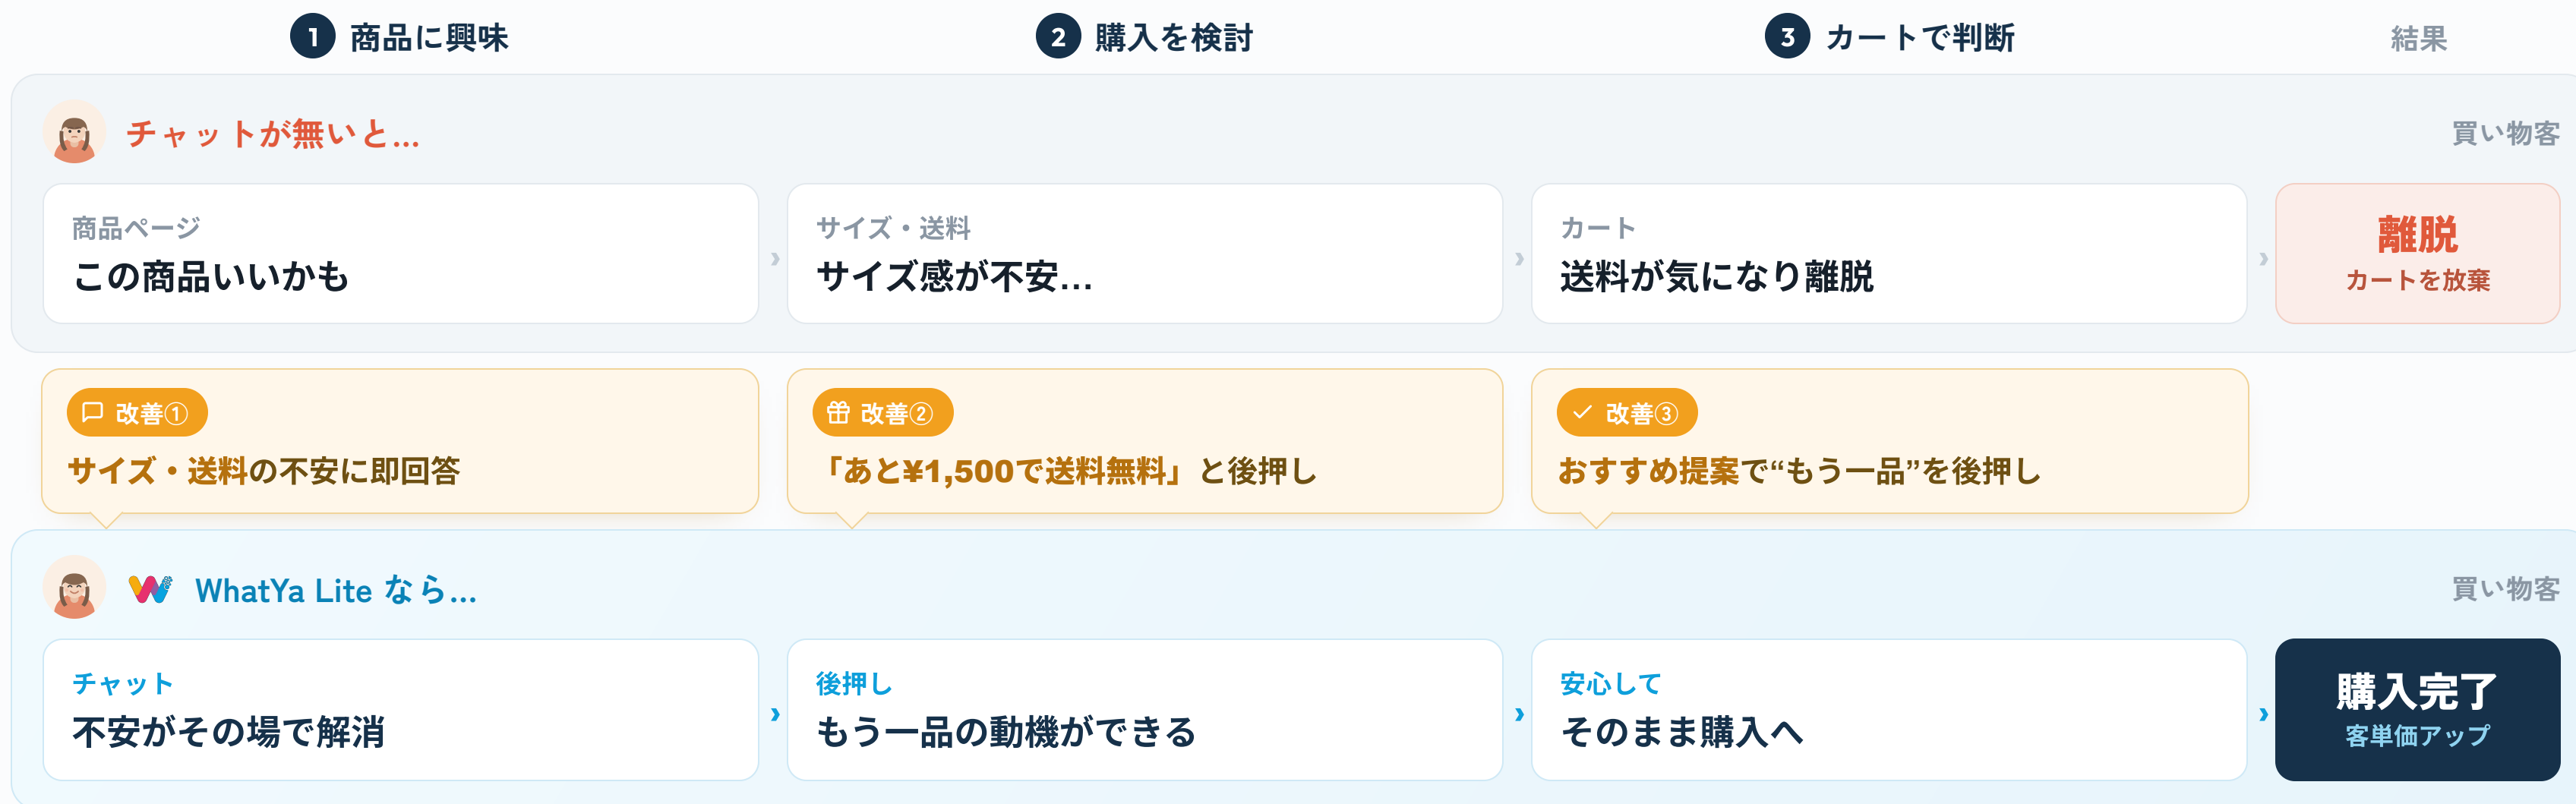 1 商品に興味
2 購入を検討
3 カートで判断
結果
チャットが無いと...
買い物客
商品ページ
この商品いいかも
›
サイズ・送料
サイズ感が不安...
›
カート
送料が気になり離脱
›
離脱
カートを放棄
改善①
サイズ・送料の不安に即回答
改善②
「あと¥1,500で送料無料」と後押し
改善③
おすすめ提案で“もう一品”を後押し
WhatYa Lite なら...
買い物客
チャット
不安がその場で解消
›
後押し
もう一品の動機ができる
›
安心して
そのまま購入へ
›
購入完了
客単価アップ